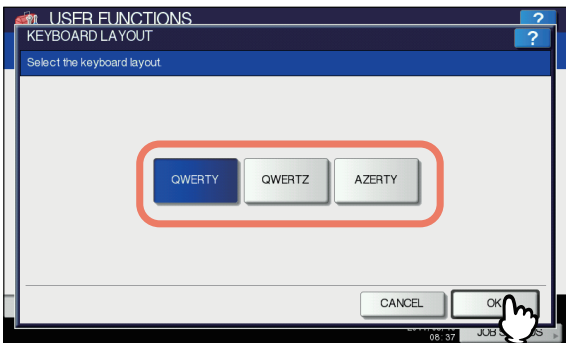 USER FUNCTIONS
?
KEYBOARD LAYOUT
?
Select the keyboard layout.
QWERTY QWERTZ AZERTY
CANCEL OK
08:37
JOB